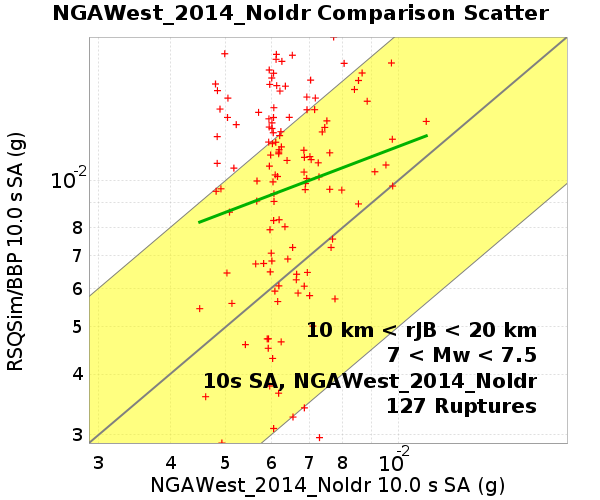 NGAWest_2014_NoIdr Comparison Scatter
RSQSim/BBP 10.0 s SA (g)
10-2
8
7
6
5
4
3
10 km < rJB < 20 km
7 < Mw < 7.5
10s SA, NGAWest_2014_NoIdr
127 Ruptures
3 4 5 6 7 8 10-2
NGAWest_2014_NoIdr 10.0 s SA (g)